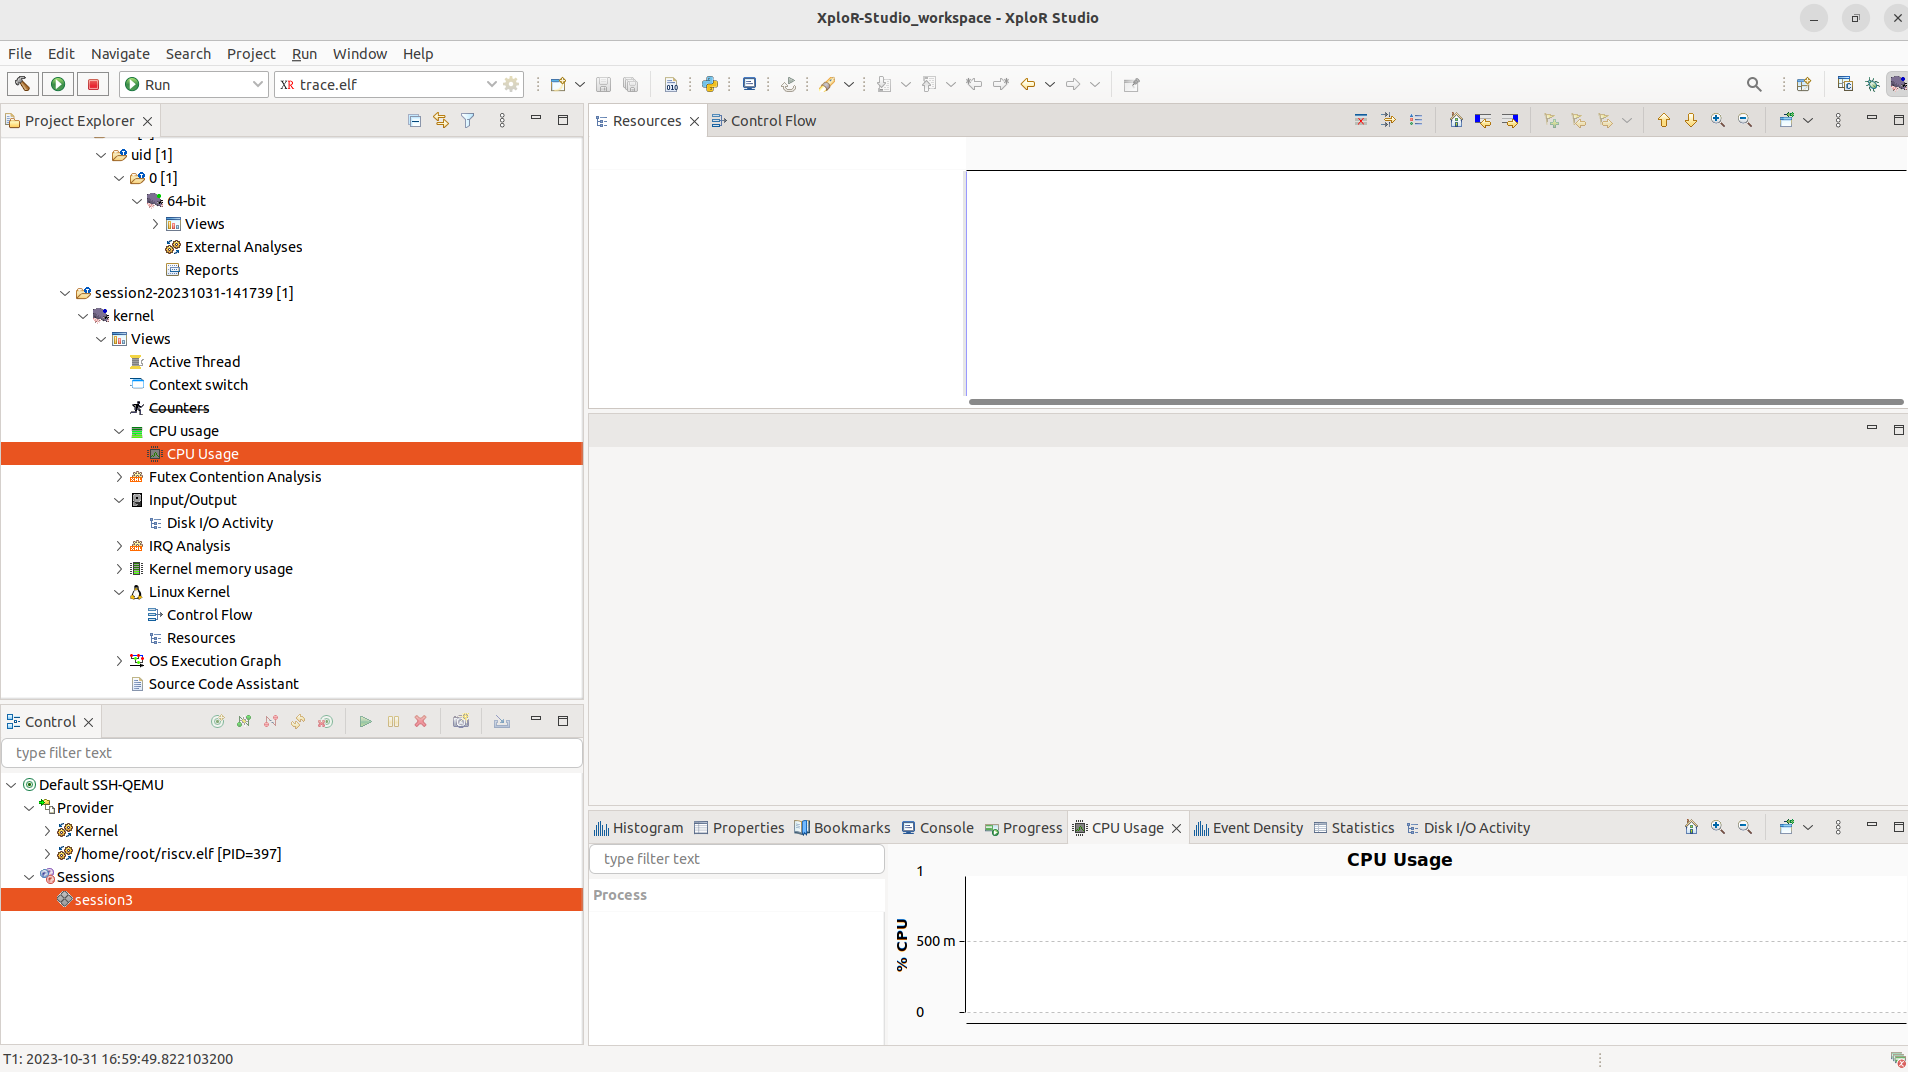 XploR-Studio_workspace - XploR Studio
File Edit Navigate Search Project Run Window Help
Run
XR trace.elf
010
Project Explorer
uid [1]
0 [1]
64-bit
Views
External Analyses
Reports
session2-20231031-141739 [1]
kernel
Views
Active Thread
Context switch
Counters
CPU usage
CPU Usage
Futex Contention Analysis
Input/Output
Disk I/O Activity
IRQ Analysis
Kernel memory usage
Linux Kernel
Control Flow
Resources
OS Execution Graph
Source Code Assistant
Resources
Control Flow
Control
type filter text
Default SSH-QEMU
Provider
Kernel
/home/root/riscv.elf [PID=397]
Sessions
session3
Histogram Properties Bookmarks Console Progress CPU Usage Event Density Statistics Disk I/O Activity
type filter text
Process
CPU Usage
% CPU
1
500 m
0
T1: 2023-10-31 16:59:49.822103200